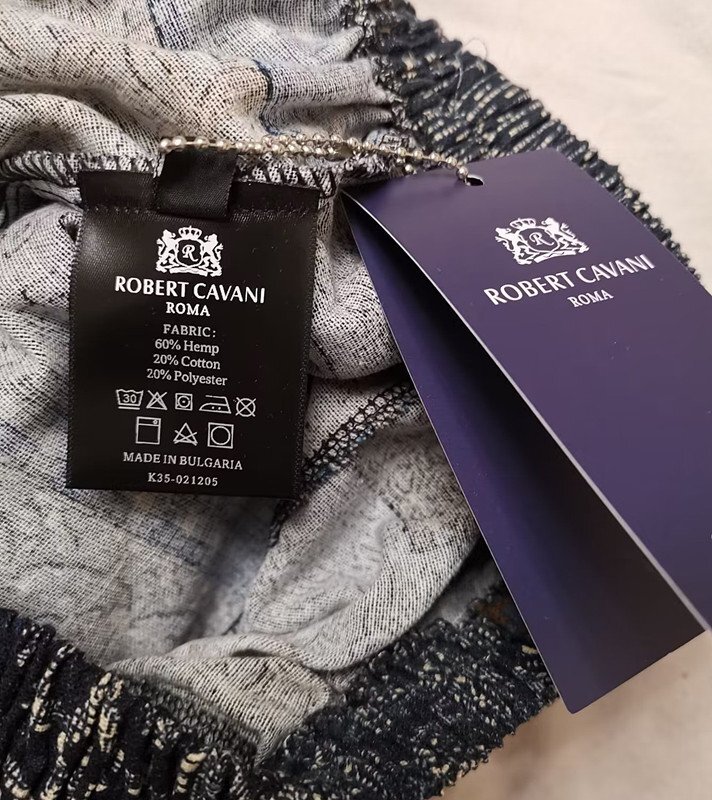 R
ROBERT CAVANI
ROMA
FABRIC:
60% Hemp
20% Cotton
20% Polyester
30
MADE IN BULGARIA
K35-021205
R
ROBERT CAVANI
ROMA